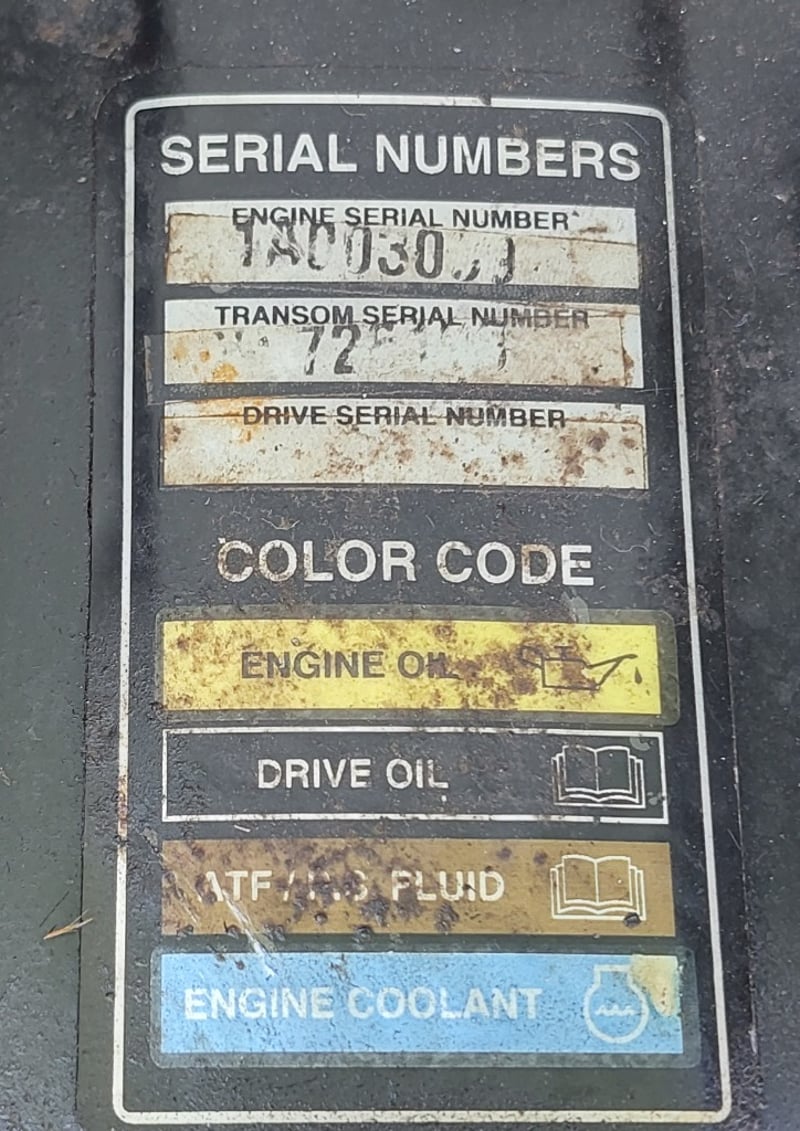 SERIAL NUMBERS
ENGINE SERIAL NUMBER
TRANSOM SERIAL NUMBER
DRIVE SERIAL NUMBER
COLOR CODE
ENGINE OIL
DRIVE OIL
ATF / P.S FLUID
ENGINE COOLANT